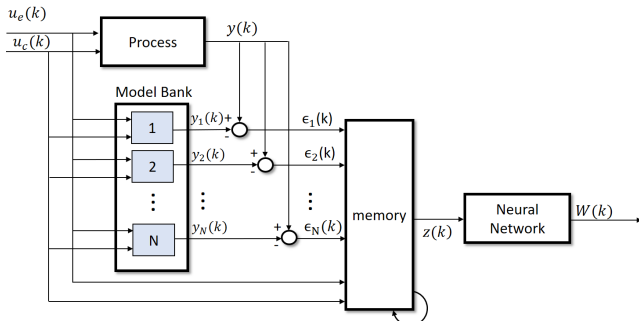 u_e(k)
u_c(k)
Process
y(k)
Model Bank
1
y_1(k)
+
-
ϵ_1(k)
2
y_2(k)
+
-
ϵ_2(k)
⋮ ⋮ ⋮
N
y_N(k)
+
-
ϵ_N(k)
memory
z(k)
Neural
Network
W(k)